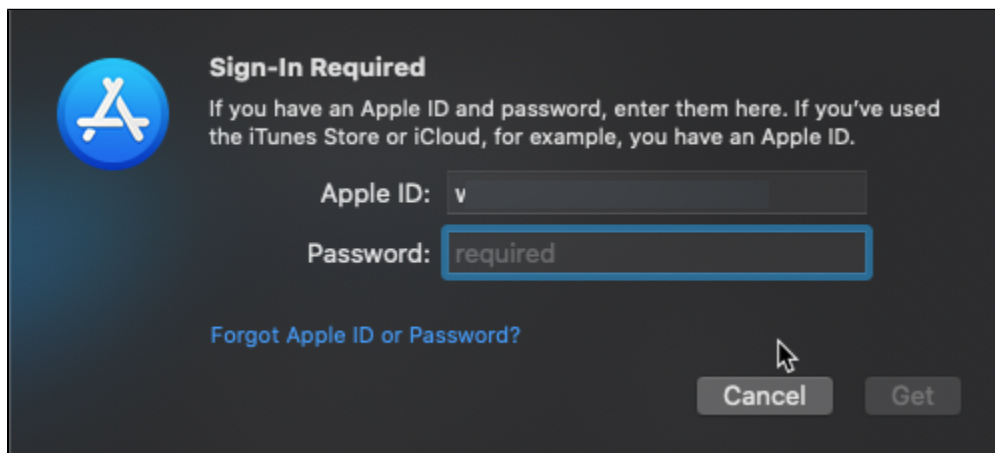 Sign-In Required
If you have an Apple ID and password, enter them here. If you've used
the iTunes Store or iCloud, for example, you have an Apple ID.
Apple ID: v
Password: required
Forgot Apple ID or Password?
Cancel Get